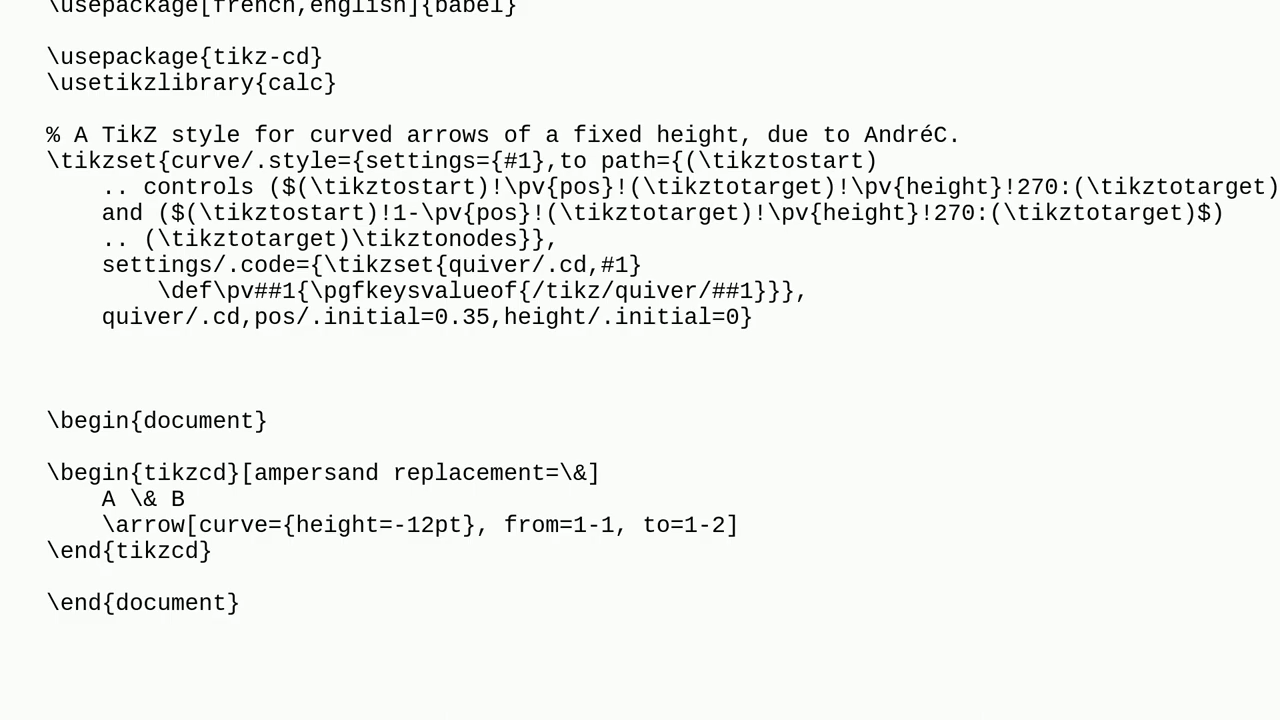 \usepackage[french,english]{babel}
\usepackage{tikz-cd}
\usetikzlibrary{calc}
% A TikZ style for curved arrows of a fixed height, due to AndréC.
\tikzset{curve/.style={settings={#1},to path={(\tikztostart)
.. controls ($(\tikztostart)!\pv{pos}!(\tikztotarget)!\pv{height}!270:(\tikztotarget)
and ($(\tikztostart)!1-\pv{pos}!(\tikztotarget)!\pv{height}!270:(\tikztotarget)$)
.. (\tikztotarget)\tikztonodes}},
settings/.code={\tikzset{quiver/.cd,#1}
\def\pv##1{\pgfkeysvalueof{/tikz/quiver/##1}}},
quiver/.cd,pos/.initial=0.35,height/.initial=0}
\begin{document}
\begin{tikzcd}[ampersand replacement=\&]
A \& B
\arrow[curve={height=-12pt}, from=1-1, to=1-2]
\end{tikzcd}
\end{document}